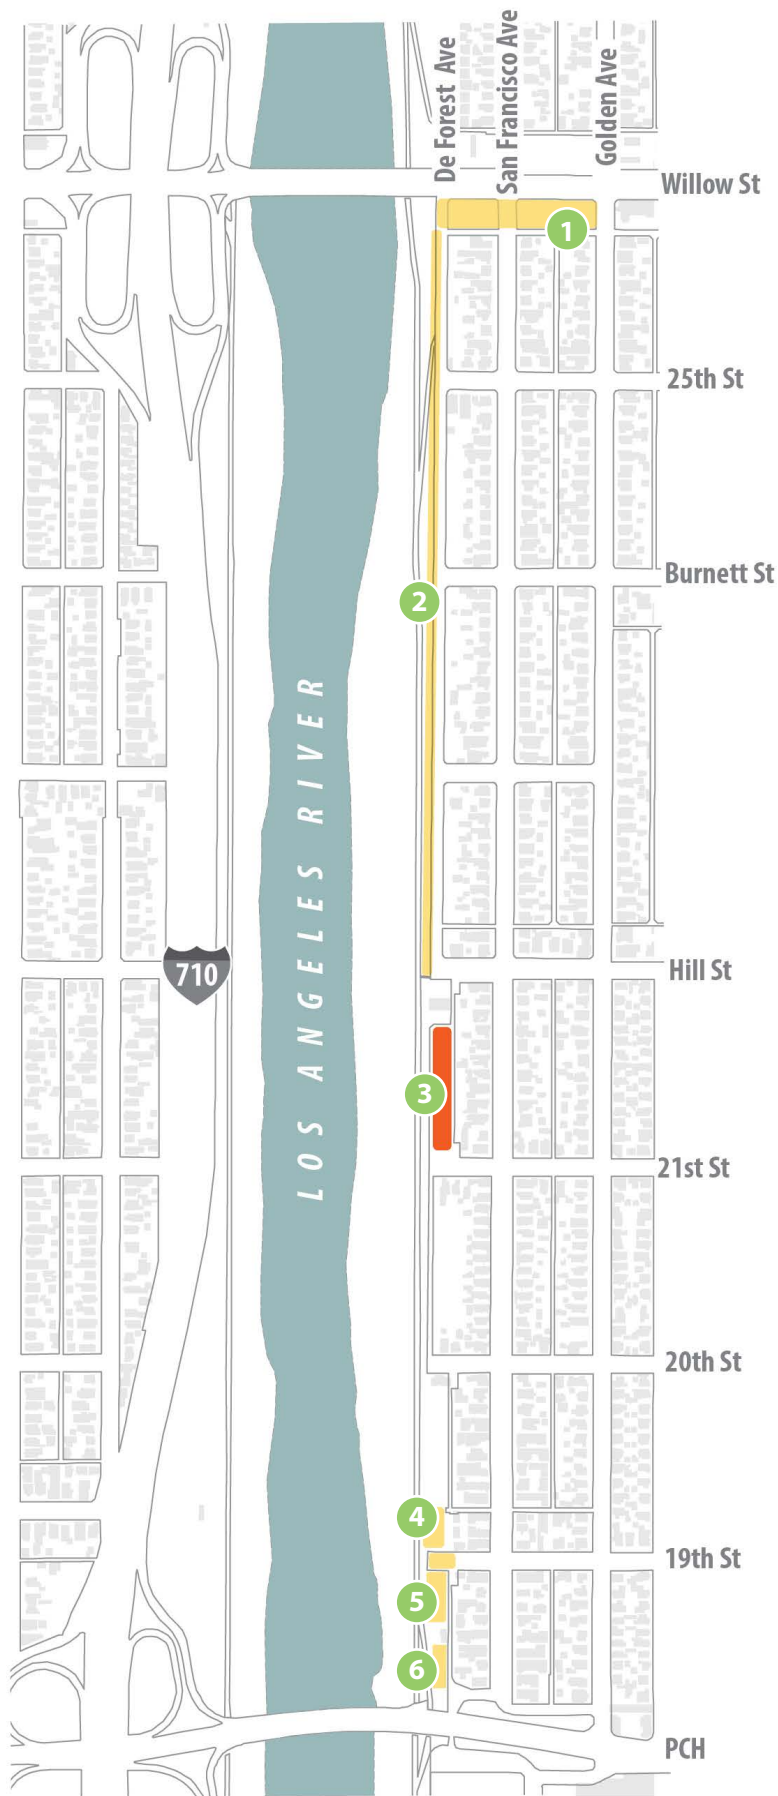 De Forest Ave
San Francisco Ave
Golden Ave
Willow St
1
25th St
Burnett St
2
LOS ANGELES RIVER
710
Hill St
3
21st St
20th St
4
19th St
5
6
PCH